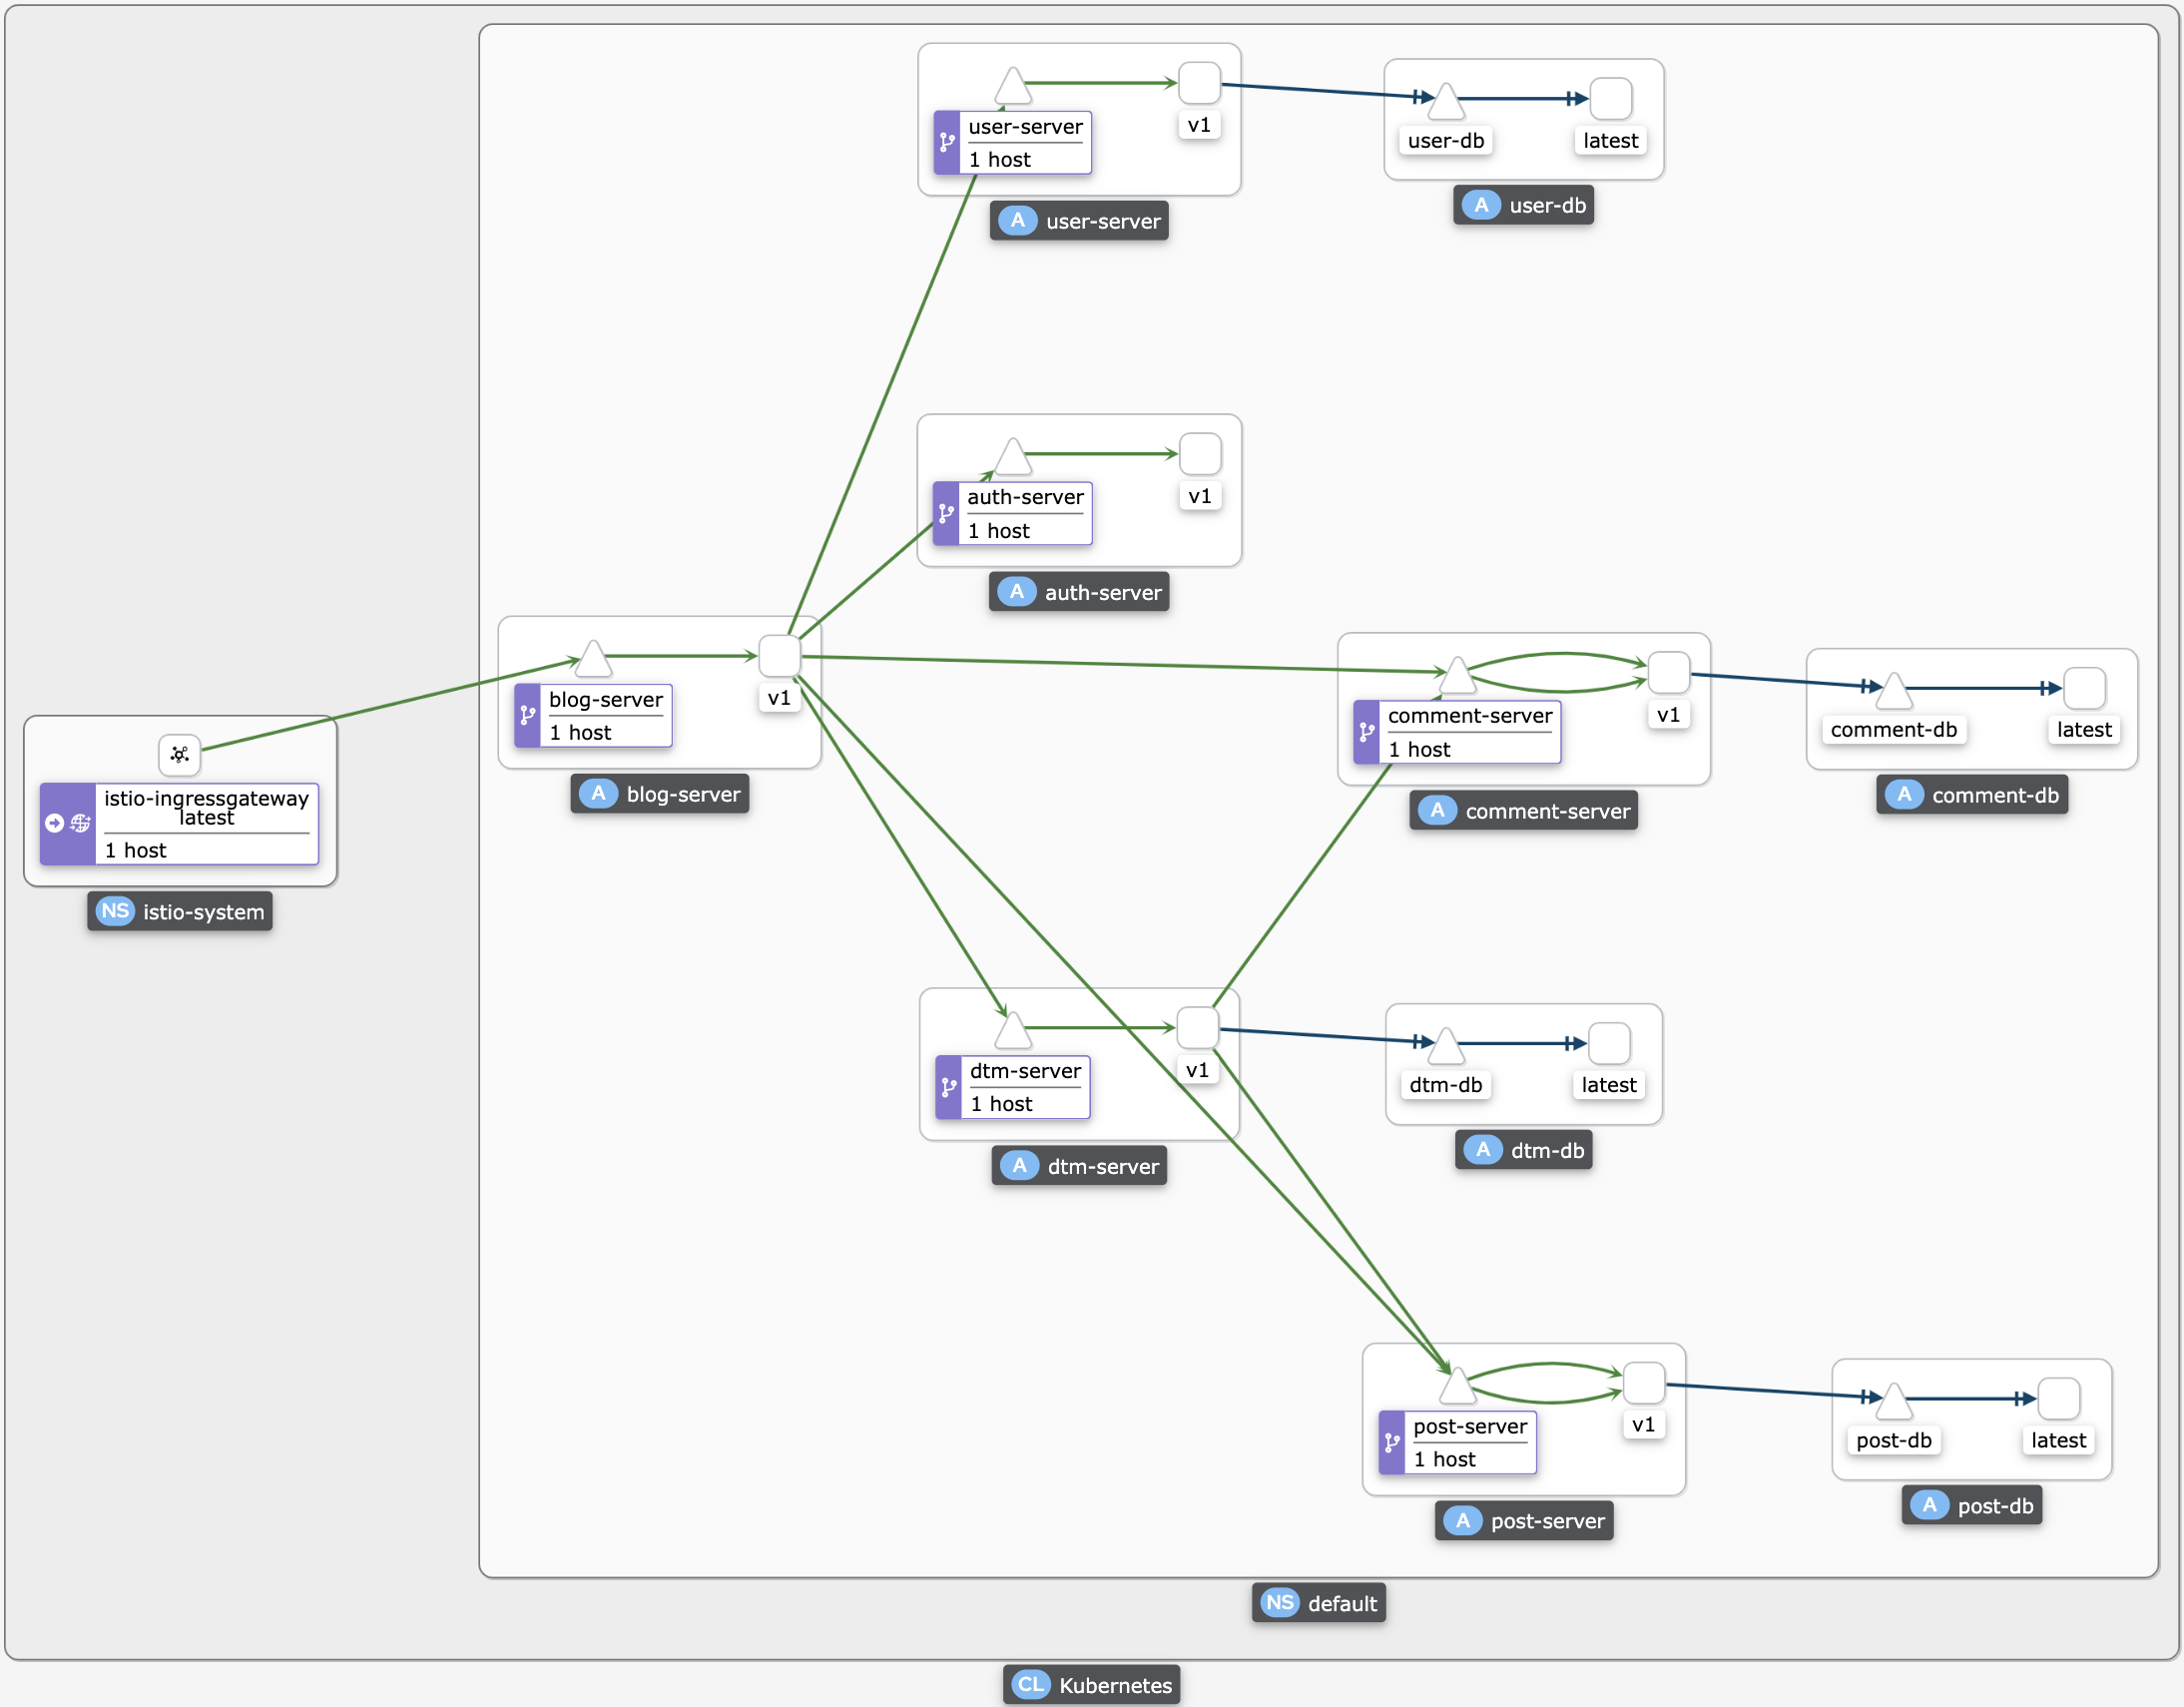 user-server
1 host
v1
A user-server
user-db
latest
A user-db
auth-server
1 host
v1
A auth-server
blog-server
1 host
v1
A blog-server
comment-server
1 host
v1
A comment-server
comment-db
latest
A comment-db
istio-ingressgateway
latest
1 host
NS istio-system
dtm-server
1 host
v1
A dtm-server
dtm-db
latest
A dtm-db
post-server
1 host
v1
A post-server
post-db
latest
A post-db
NS default
CL Kubernetes